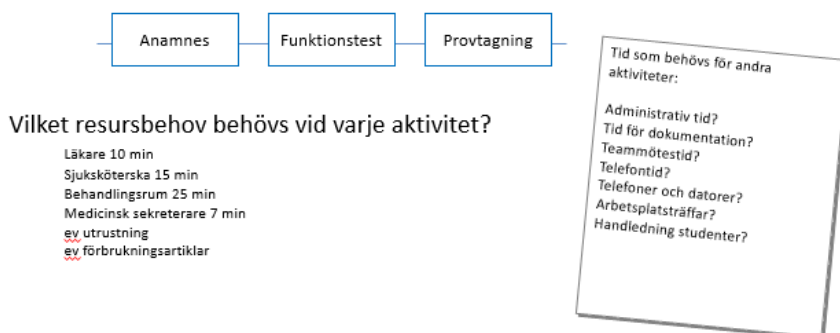 Anamnes
Funktionstest
Provtagning
Vilket resursbehov behövs vid varje aktivitet?
Läkare 10 min
Sjuksköterska 15 min
Behandlingsrum 25 min
Medicinsk sekreterare 7 min
ev utrustning
ev förbrukningsartiklar
Tid som behövs för andra
aktiviteter:
Administrativ tid?
Tid för dokumentation?
Teammötestid?
Telefontid?
Telefoner och datorer?
Arbetsplatsträffar?
Handledning studenter?